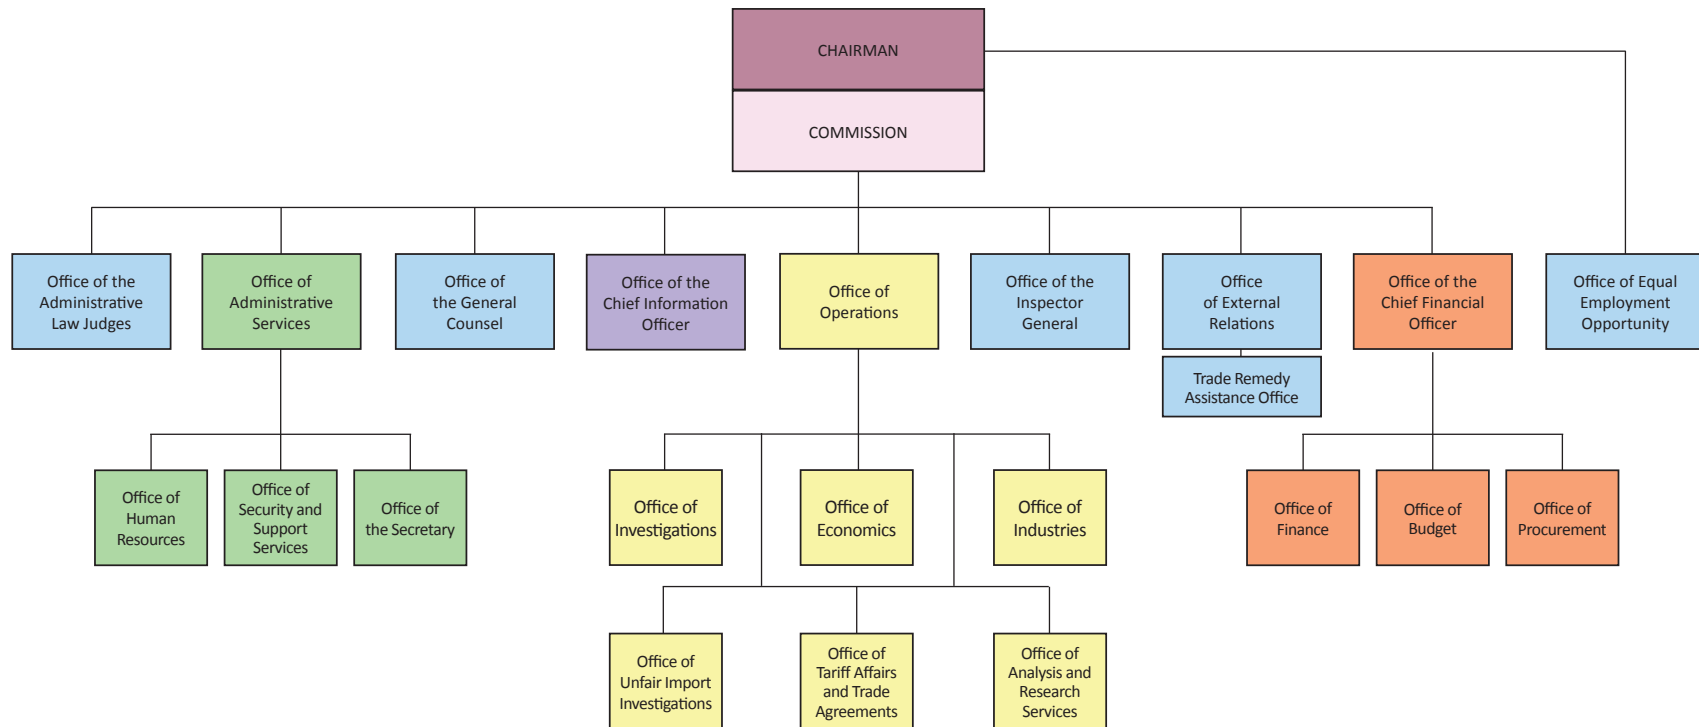 CHAIRMAN
COMMISSION
Office of the
Administrative
Law Judges
Office of
Administrative
Services
Office of
the General
Counsel
Office of the
Chief Information
Officer
Office of
Operations
Office of the
Inspector
General
Office
of External
Relations
Office of the
Chief Financial
Officer
Office of Equal
Employment
Opportunity
Trade Remedy
Assistance Office
Office of
Human
Resources
Office of
Security and
Support
Services
Office of
the Secretary
Office of
Investigations
Office of
Economics
Office of
Industries
Office of
Finance
Office of
Budget
Office of
Procurement
Office of
Unfair Import
Investigations
Office of
Tariff Affairs
and Trade
Agreements
Office of
Analysis and
Research
Services